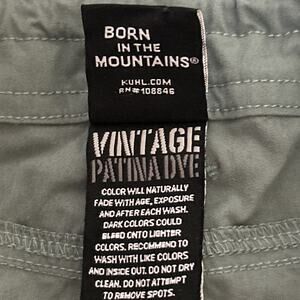 BORN
IN THE
MOUNTAINS®
KUHL.COM
RN#108846
VINTAGE
PATINA DYE
COLOR WILL NATURALLY
FADE WITH AGE, EXPOSURE
AND AFTER EACH WASH.
DARK COLORS COULD
BLEED ONTO LIGHTER
COLORS. RECOMMEND TO
WASH WITH LIKE COLORS
AND INSIDE OUT. DO NOT DRY
CLEAN. DO NOT ATTEMPT
TO REMOVE SPOTS.